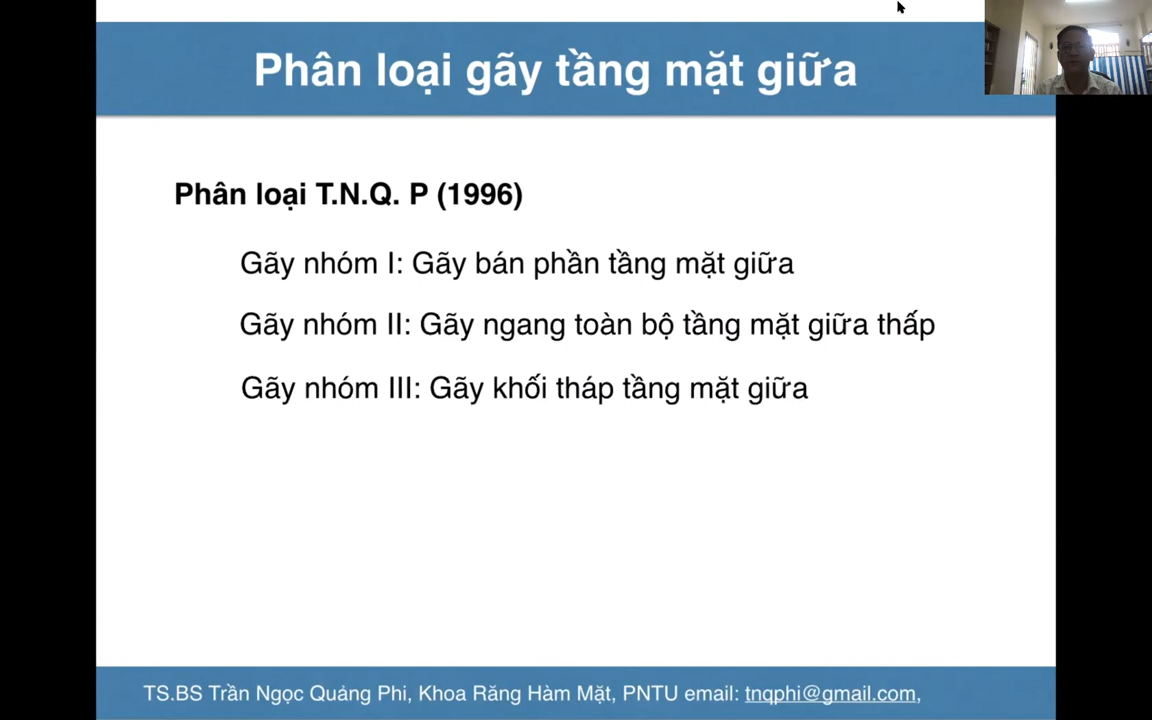 Phân loại gãy tầng mặt giữa
Phân loại T.N.Q. P (1996)
Gãy nhóm I: Gãy bán phần tầng mặt giữa
Gãy nhóm II: Gãy ngang toàn bộ tầng mặt giữa thấp
Gãy nhóm III: Gãy khối tháp tầng mặt giữa
TS.BS Trần Ngọc Quảng Phi, Khoa Răng Hàm Mặt, PNTU email: tnqphi@gmail.com,